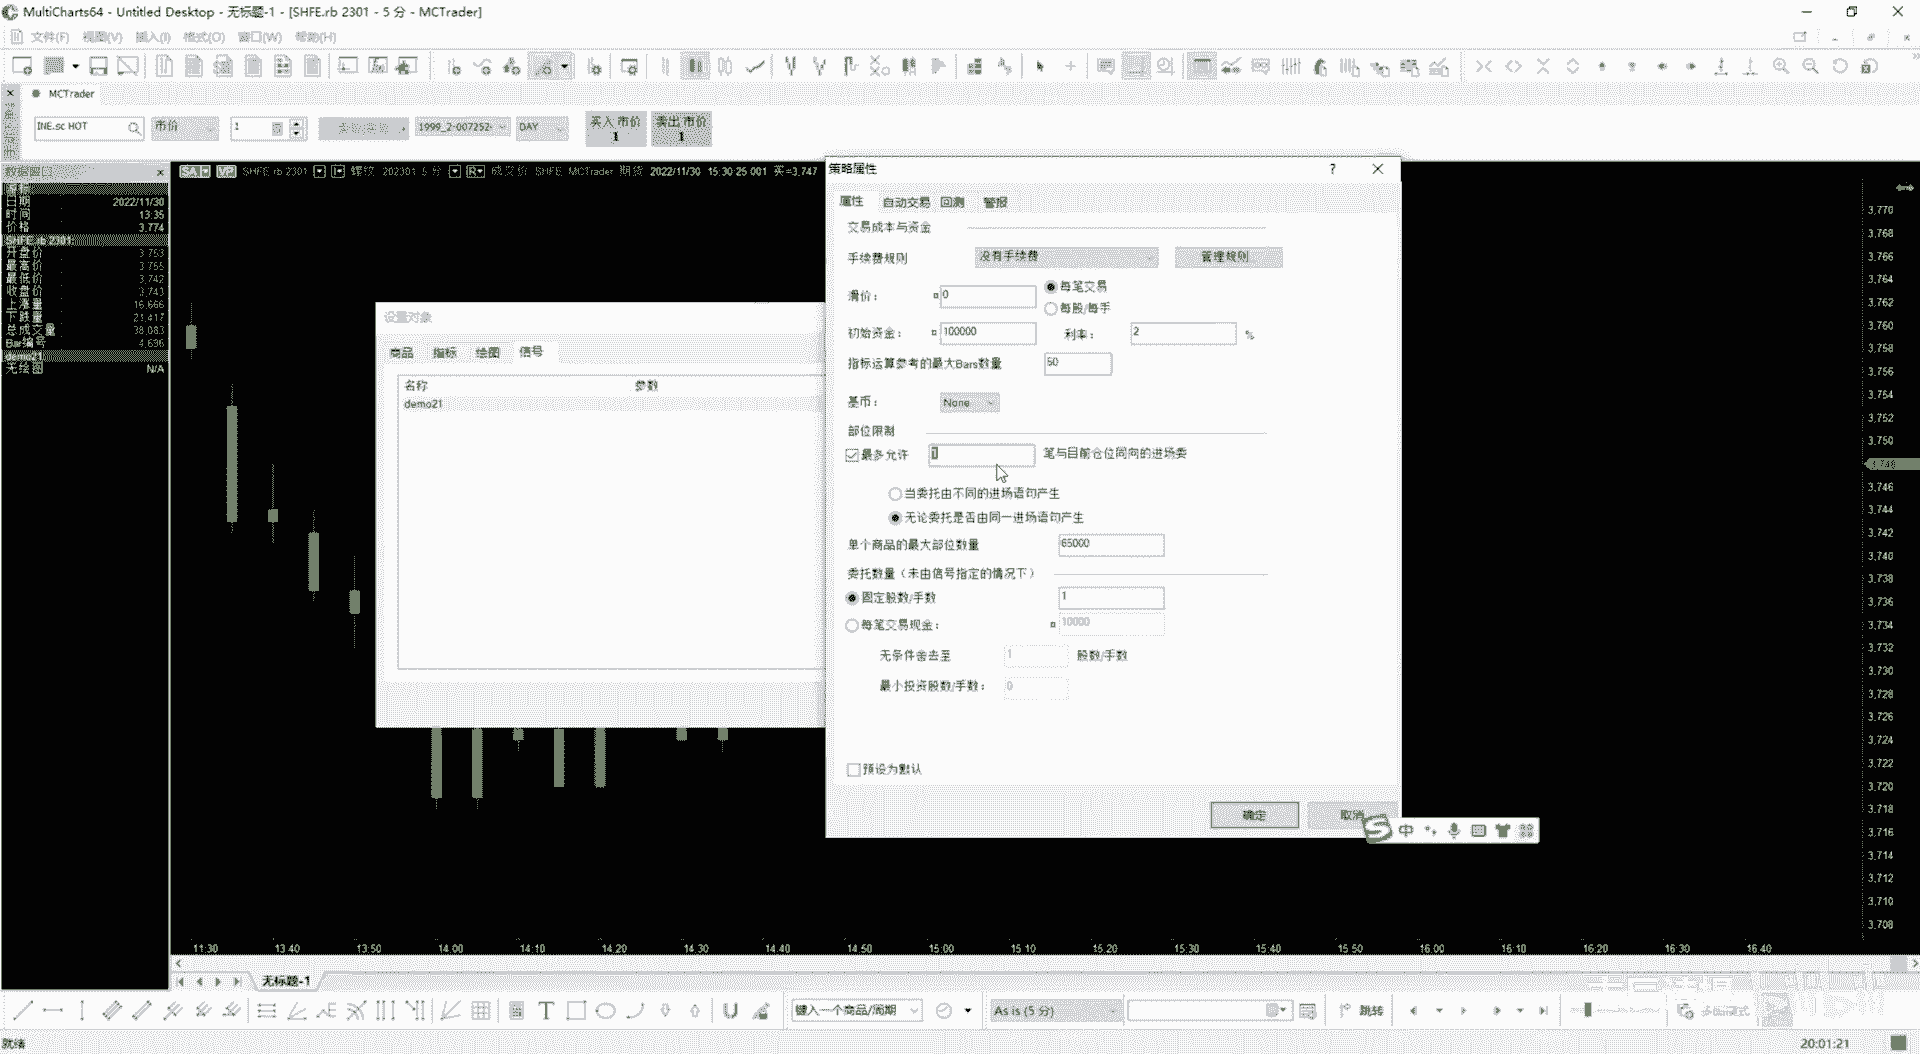 MultiCharts64 - Untitled Desktop - 无标题-1 - [SHFE.rb 2301 - 5 分 - MCTrader]
文件(F) 视图(V) 插入(I) 格式(O) 窗口(W) 帮助(H)
MCTrader
INE.sc HOT 市价 1 1999_2-007252- DAY 买入 市价 1 卖出 市价 1
SA VP SHFE rb 2301 螺纹 202301 5 分 R 成交价 SHFE MCTrader 期货 2022/11/30 15:30:25 001 买=3,747
日期 2022/11/30
时间 13:35
价格 3,774
SHFE.rb 2301:
开盘价 3,753
最高价 3,755
最低价 3,742
收盘价 3,743
上涨量 16,666
下跌量 21,417
总成交量 38,083
Bar编号 4,696
demo21:
无绘图 N/A
设置对象
商品 指标 绘图 信号
名称 参数
demo21
策略属性 ?
属性 自动交易 回测 警报
交易成本与资金
手续费规则 没有手续费 管理规则
滑价: ¤ 0 每笔交易
每股/每手
初始资金: ¤ 100000 利率: 2 %
指标运算参考的最大Bars数量 50
基币: None
部位限制
最多允许 1 笔与目前仓位同向的进场委
当委托由不同的进场语句产生
无论委托是否由同一进场语句产生
单个商品的最大部位数量 65000
委托数量（未由信号指定的情况下）
固定股数/手数 1
每笔交易现金: ¤ 10000
无条件舍去至 1 股数/手数
最小投资股数/手数: 0
预设为默认
确定 取消
中
3,770
3,768
3,766
3,764
3,762
3,760
3,758
3,756
3,754
3,752
3,750
3,748
3,746
3,744
3,742
3,740
3,738
3,736
3,734
3,732
3,730
3,728
3,726
3,724
3,722
3,720
3,718
3,716
3,714
3,712
3,710
3,708
11:30 13:40 13:50 14:00 14:10 14:20 14:30 14:40 14:50 15:00 15:10 15:20 15:30 15:40 15:50 16:00 16:10 16:20 16:30 16:40
无标题-1
键入一个商品/周期 As is (5 分) 跳转
就绪 20:01:21